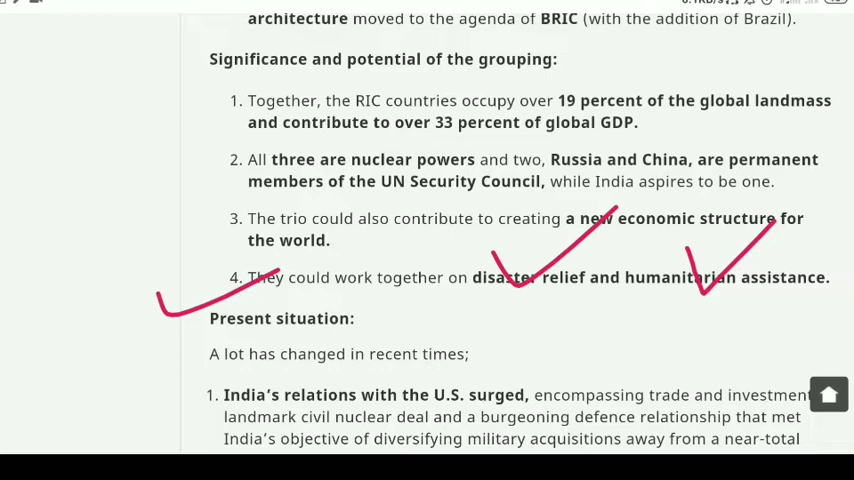 architecture moved to the agenda of BRIC (with the addition of Brazil).
Significance and potential of the grouping:
1. Together, the RIC countries occupy over 19 percent of the global landmass
and contribute to over 33 percent of global GDP.
2. All three are nuclear powers and two, Russia and China, are permanent
members of the UN Security Council, while India aspires to be one.
3. The trio could also contribute to creating a new economic structure for
the world.
4. They could work together on disaster relief and humanitarian assistance.
Present situation:
A lot has changed in recent times;
1. India’s relations with the U.S. surged, encompassing trade and investment
landmark civil nuclear deal and a burgeoning defence relationship that met
India’s objective of diversifying military acquisitions away from a near-total